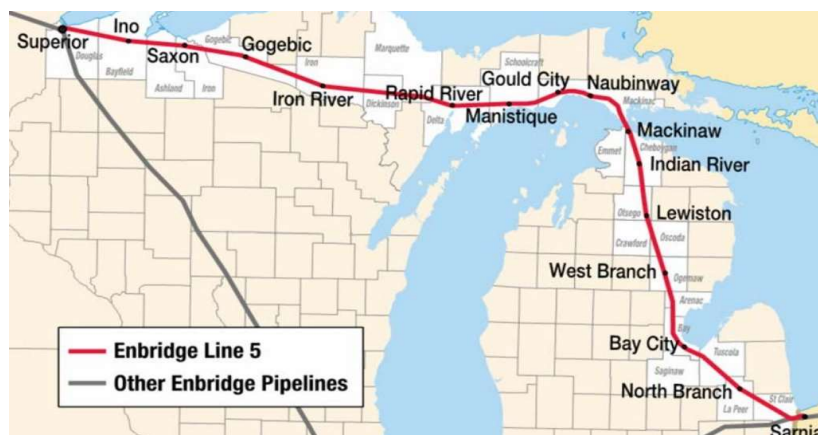 Superior
Ino
Saxon
Gogebic
Gogebic
Iron River
Rapid River
Manistique
Gould City
Naubinway
Mackinaw
Indian River
Lewiston
West Branch
Bay City
North Branch
Sarnia
Douglas
Bayfield
Ashland
Iron
Iron
Marquette
Dickinson
Delta
Schoolcraft
Mackinac
Emmet
Cheboygan
Otsego
Crawford
Oscoda
Ogemaw
Arenac
Bay
Saginaw
Tuscola
La Peer
St Clair
Enbridge Line 5
Other Enbridge Pipelines